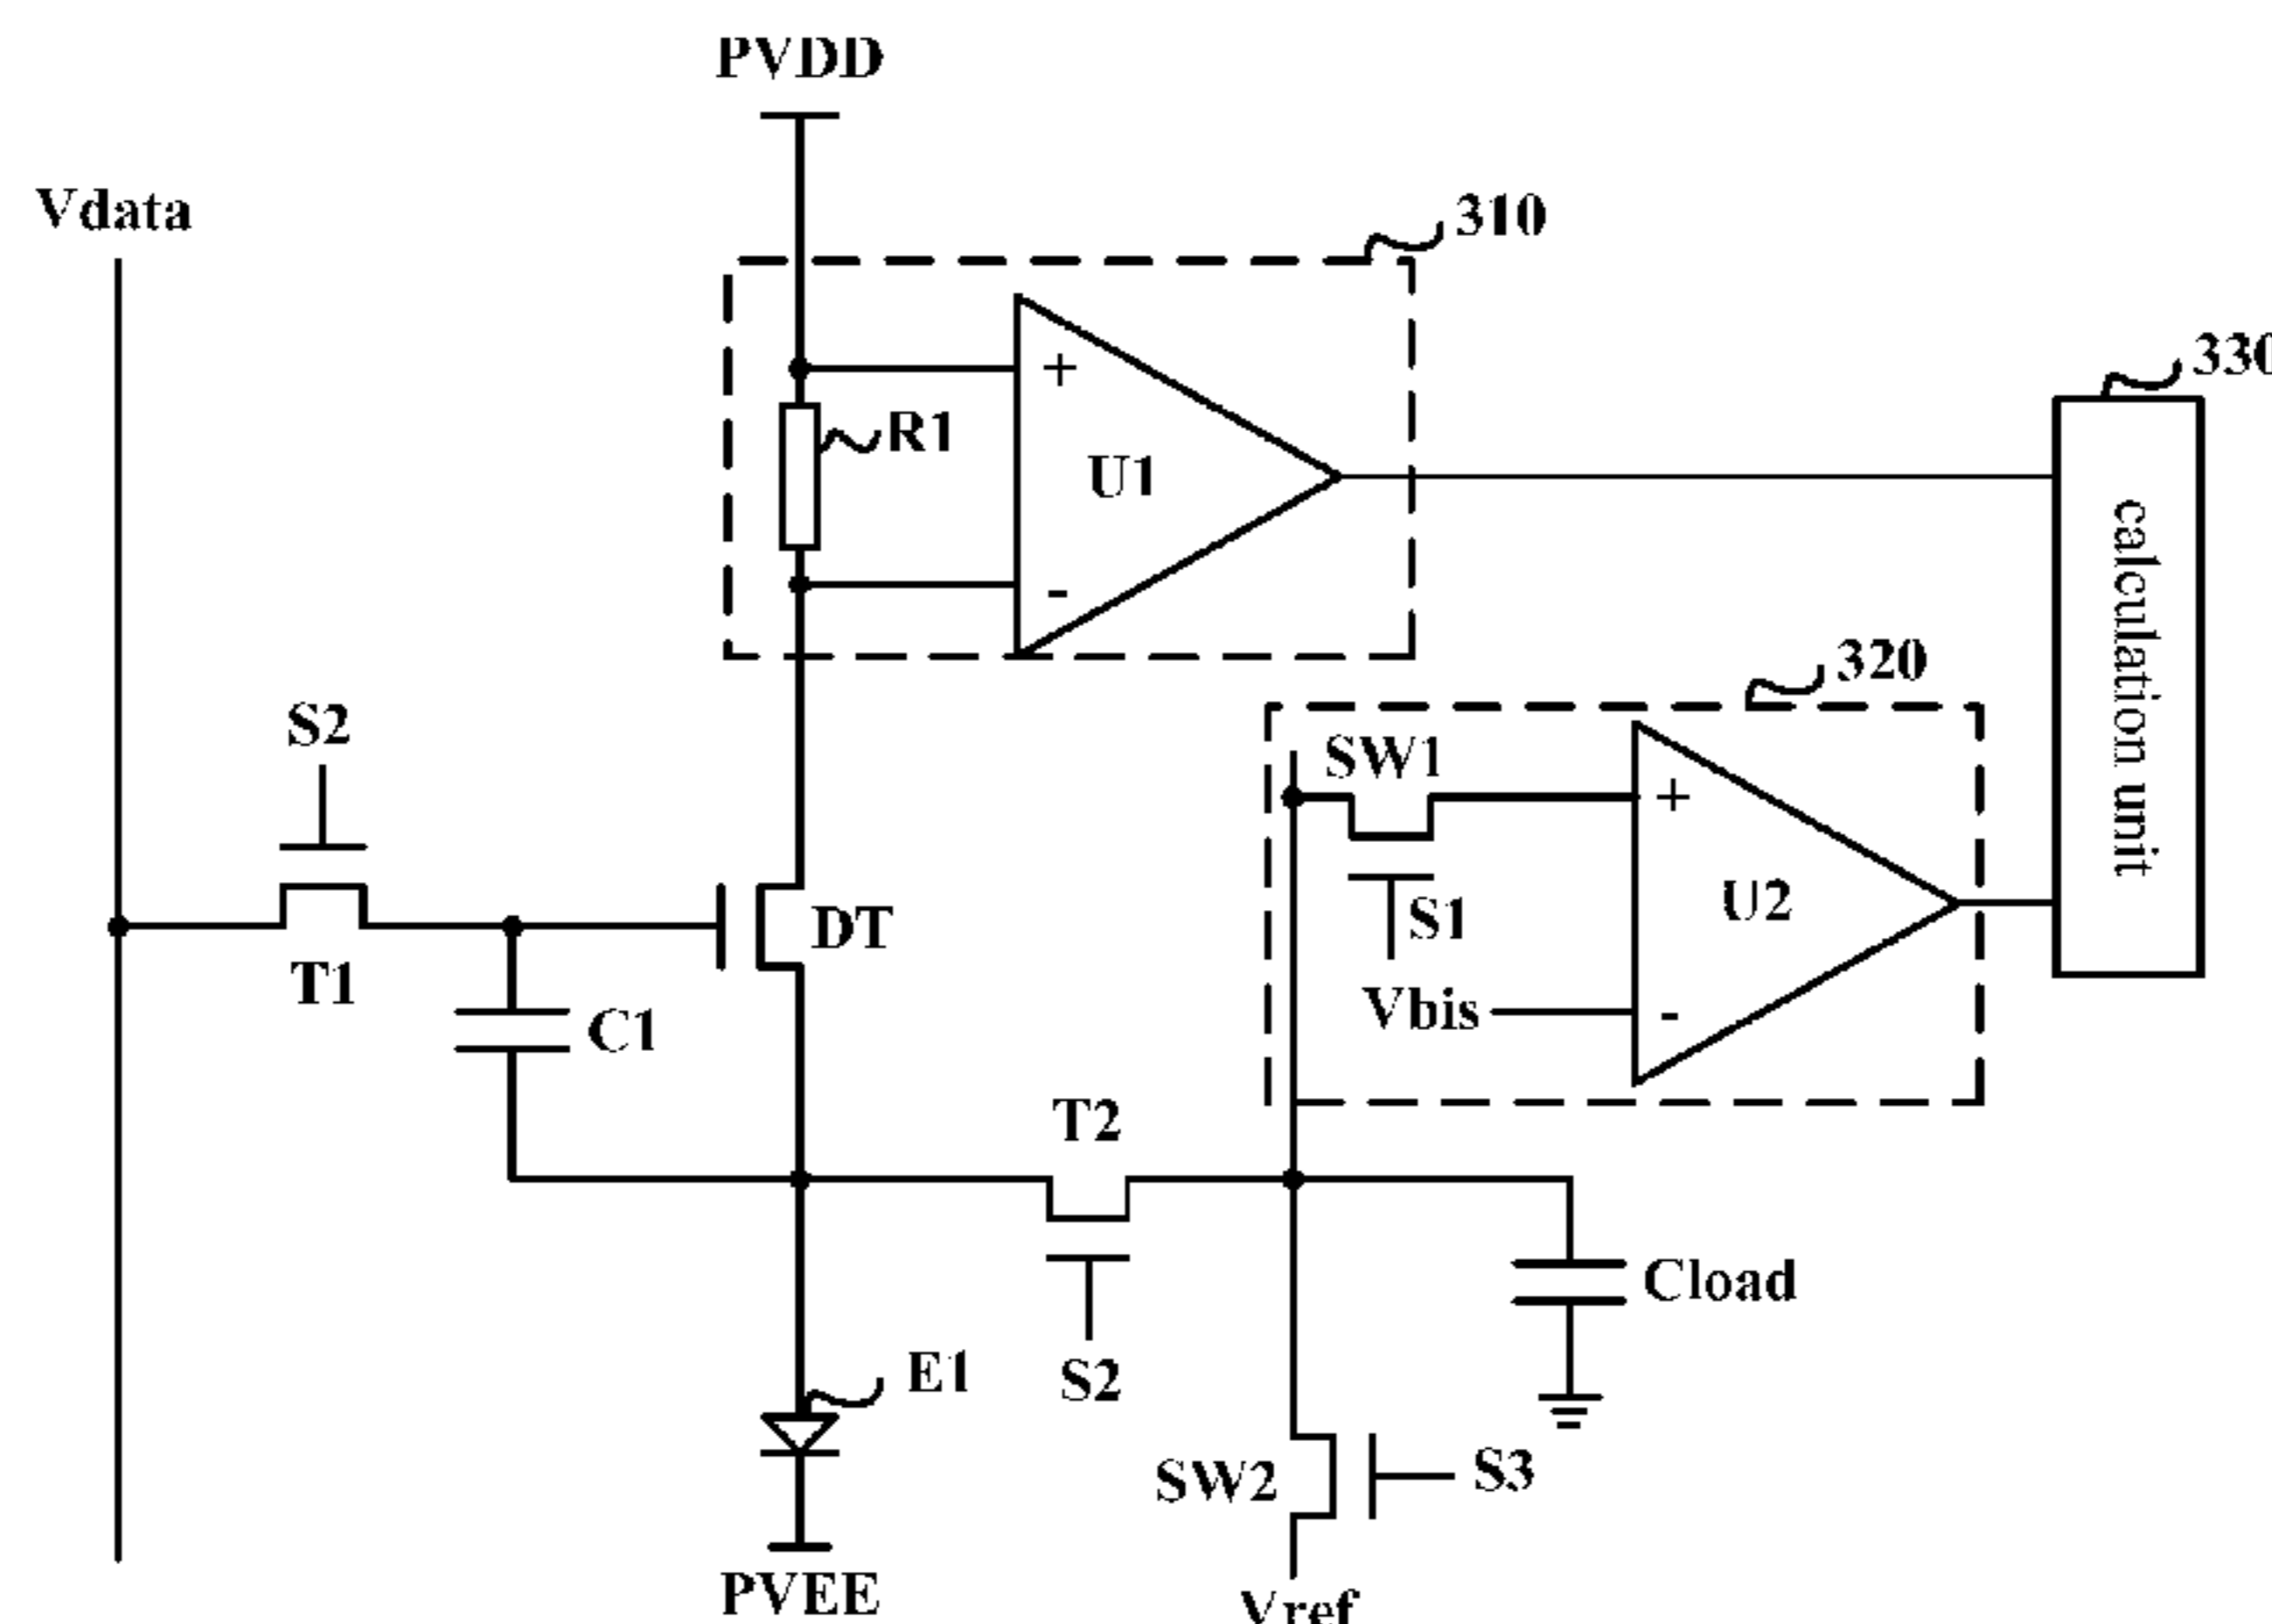 PVDD
Vdata
310
330
+
R1
U1
-
calculation unit
320
S2
SW1
+
U2
S1
DT
T1
Vbis
-
C1
T2
Cload
E1
S2
SW2
S3
PVEE
Vref